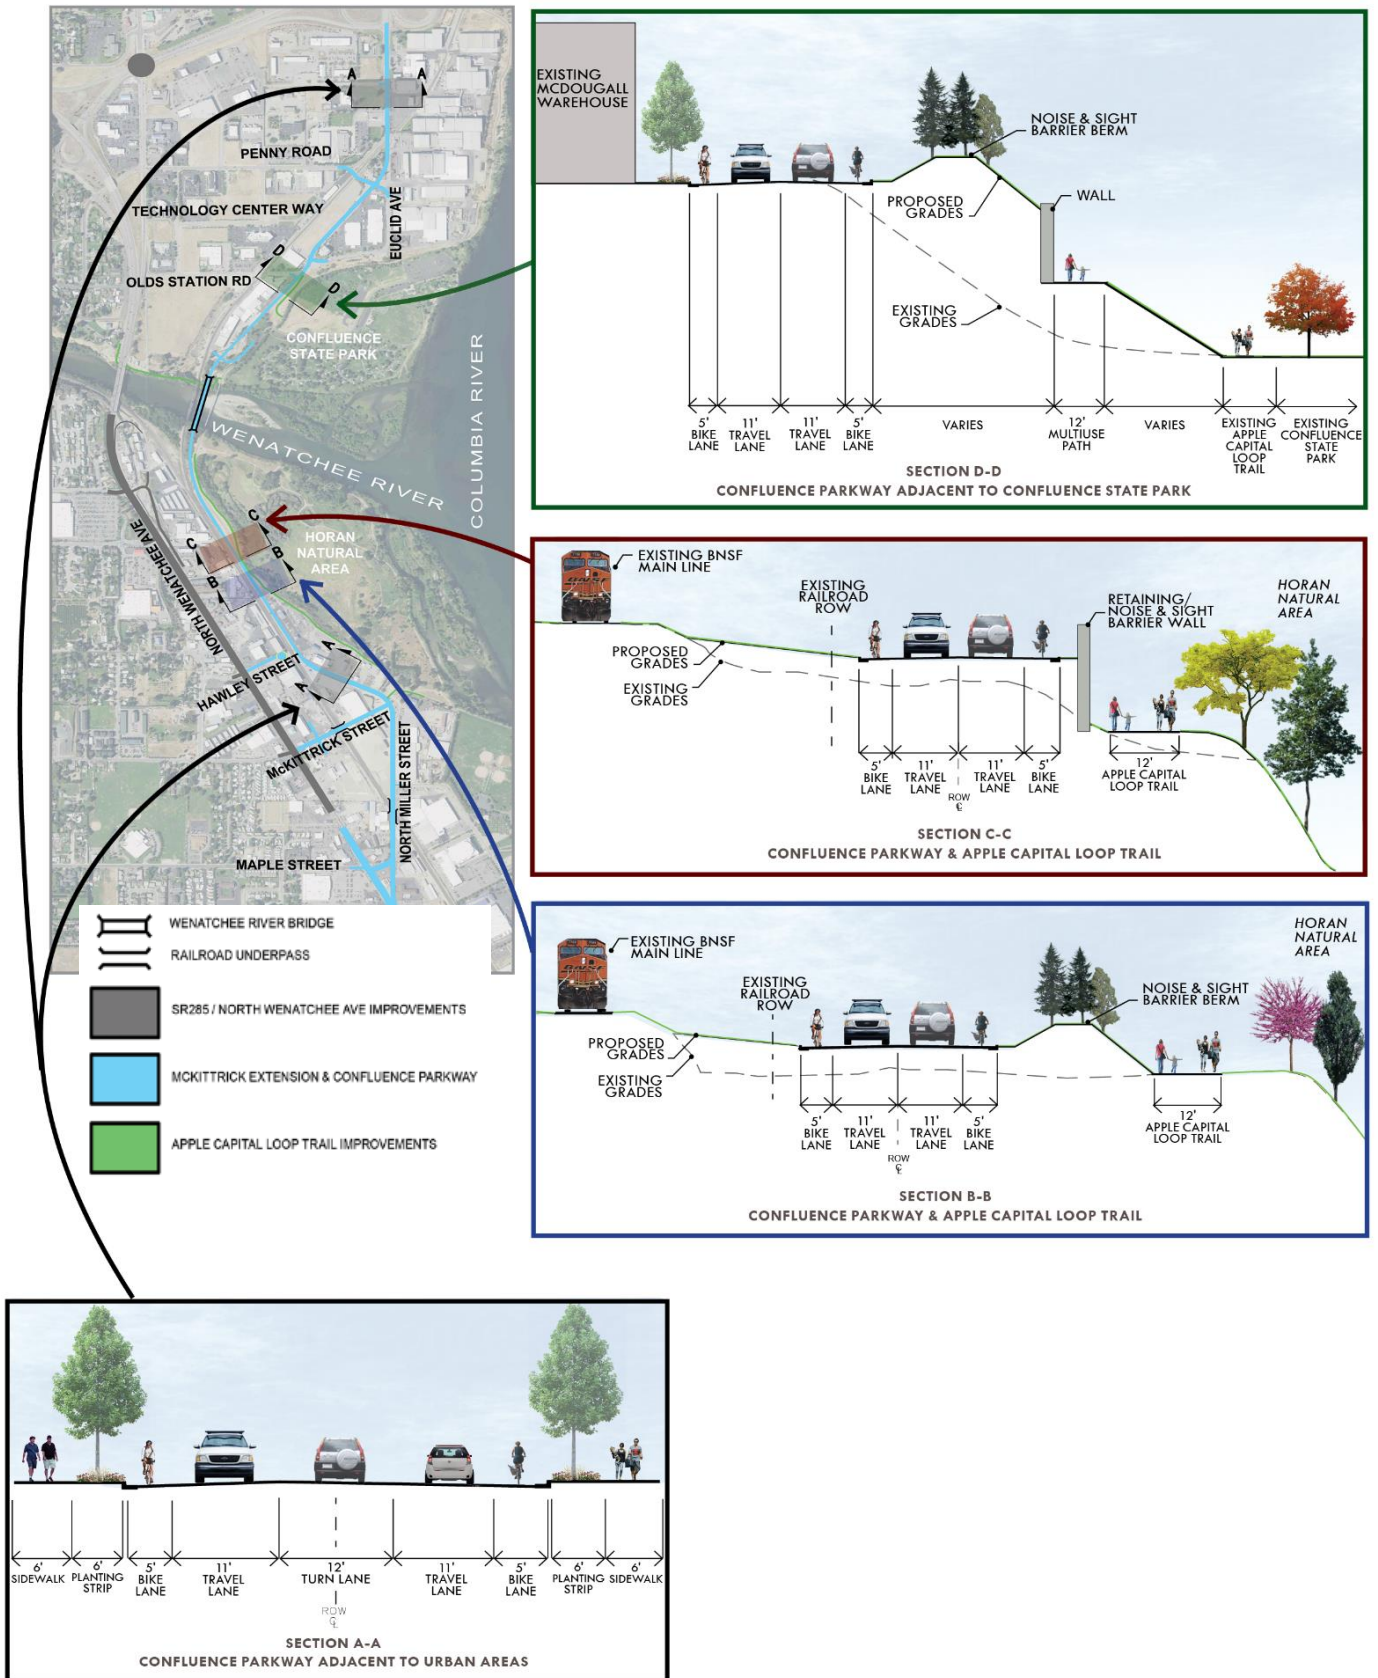 A
A
PENNY ROAD
TECHNOLOGY CENTER WAY
EUCLID AVE
D
OLDS STATION RD
D
CONFLUENCE
STATE PARK
COLUMBIA RIVER
WENATCHEE RIVER
C
C
HORAN
NATURAL
AREA
B
B
NORTH WENATCHEE AVE
A
HAWLEY STREET
A
McKITTRICK STREET
NORTH MILLER STREET
MAPLE STREET
WENATCHEE RIVER BRIDGE
RAILROAD UNDERPASS
SR285 / NORTH WENATCHEE AVE IMPROVEMENTS
MCKITTRICK EXTENSION & CONFLUENCE PARKWAY
APPLE CAPITAL LOOP TRAIL IMPROVEMENTS
EXISTING
MCDOUGALL
WAREHOUSE
NOISE & SIGHT
BARRIER BERM
PROPOSED
GRADES
WALL
EXISTING
GRADES
5'
BIKE
LANE
11'
TRAVEL
LANE
11'
TRAVEL
LANE
5'
BIKE
LANE
VARIES
12'
MULTIUSE
PATH
VARIES
EXISTING
APPLE
CAPITAL
LOOP
TRAIL
EXISTING
CONFLUENCE
STATE
PARK
SECTION D-D
CONFLUENCE PARKWAY ADJACENT TO CONFLUENCE STATE PARK
EXISTING BNSF
MAIN LINE
BNSF
EXISTING
RAILROAD
ROW
RETAINING/
NOISE & SIGHT
BARRIER WALL
HORAN
NATURAL
AREA
PROPOSED
GRADES
EXISTING
GRADES
5'
BIKE
LANE
11'
TRAVEL
LANE
ROW
℄
11'
TRAVEL
LANE
5'
BIKE
LANE
12'
APPLE CAPITAL
LOOP TRAIL
SECTION C-C
CONFLUENCE PARKWAY & APPLE CAPITAL LOOP TRAIL
EXISTING BNSF
MAIN LINE
BNSF
EXISTING
RAILROAD
ROW
NOISE & SIGHT
BARRIER BERM
HORAN
NATURAL
AREA
PROPOSED
GRADES
EXISTING
GRADES
5'
BIKE
LANE
11'
TRAVEL
LANE
ROW
℄
11'
TRAVEL
LANE
5'
BIKE
LANE
12'
APPLE CAPITAL
LOOP TRAIL
SECTION B-B
CONFLUENCE PARKWAY & APPLE CAPITAL LOOP TRAIL
6'
SIDEWALK
6'
PLANTING
STRIP
5'
BIKE
LANE
11'
TRAVEL
LANE
12'
TURN LANE
ROW
℄
11'
TRAVEL
LANE
5'
BIKE
LANE
6'
PLANTING
STRIP
6'
SIDEWALK
SECTION A-A
CONFLUENCE PARKWAY ADJACENT TO URBAN AREAS